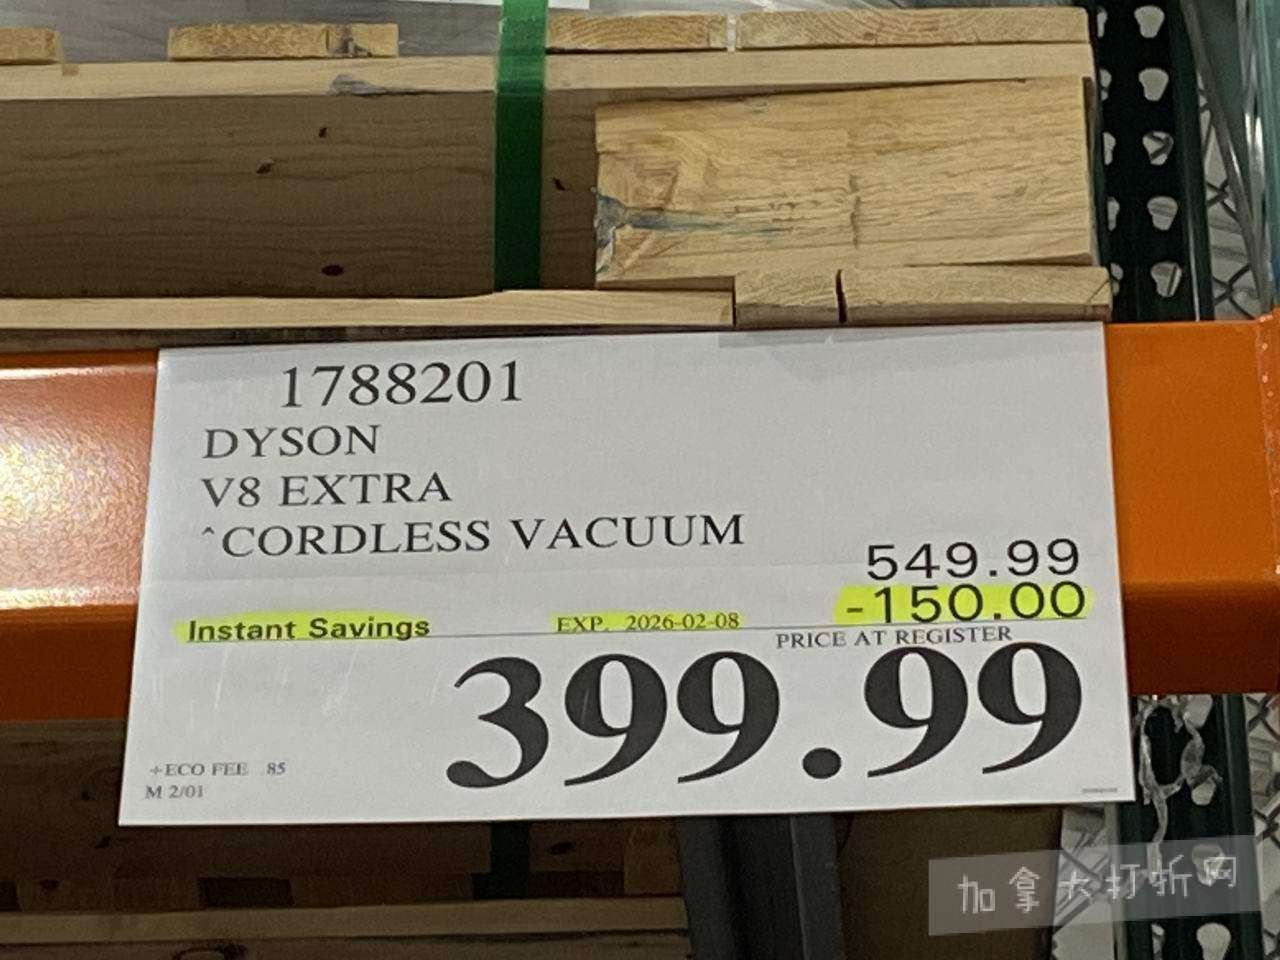 1788201
DYSON
V8 EXTRA
^CORDLESS VACUUM
549.99
-150.00
Instant Savings EXP. 2026-02-08
PRICE AT REGISTER
399.99
+ECO FEE .85
M 2/01
加拿大打折网